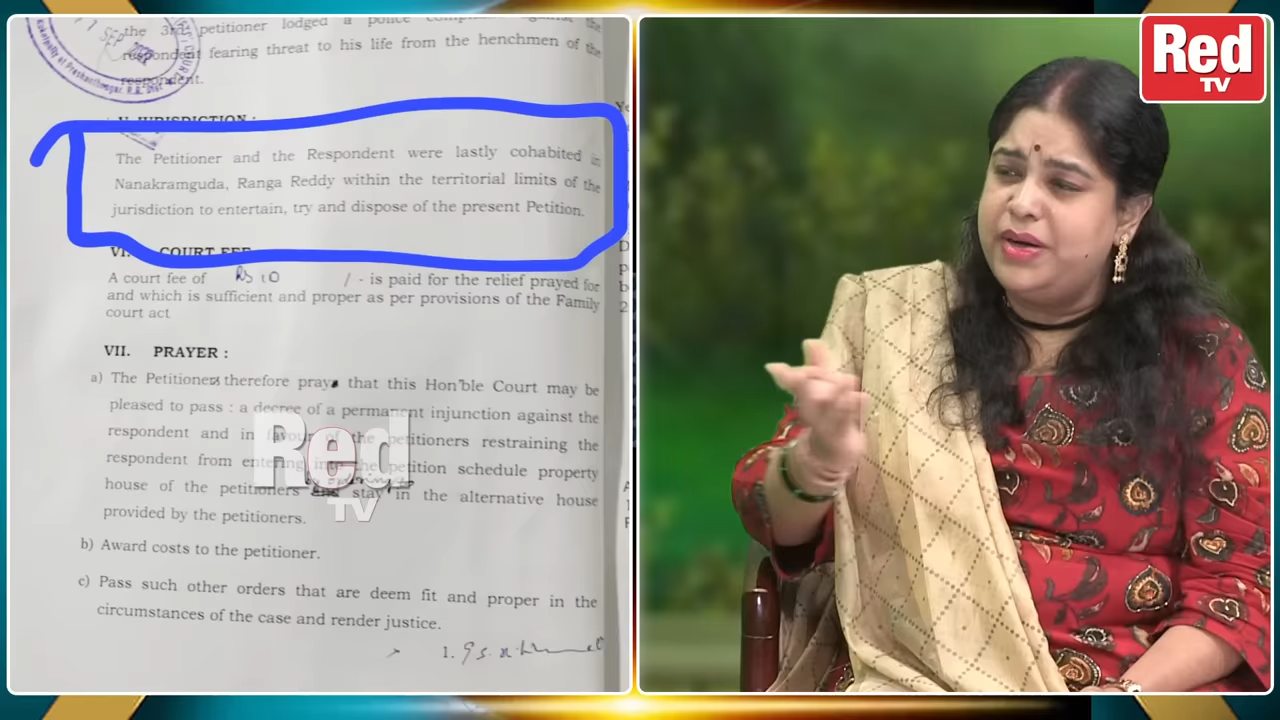 the 3rd petitioner lodged a police complaint against the
respondent fearing threat to his life from the henchmen of the
respondent.
V. JURISDICTION :
The Petitioner and the Respondent were lastly cohabited in
Nanakramguda, Ranga Reddy within the territorial limits of the
jurisdiction to entertain, try and dispose of the present Petition.
VI. COURT FEE
A court fee of Rs 10 / - is paid for the relief prayed for
and which is sufficient and proper as per provisions of the Family
court act
VII. PRAYER :
a) The Petitioners therefore pray that this Hon'ble Court may be
pleased to pass : a decree of a permanent injunction against the
respondent and in favour of the petitioners restraining the
respondent from entering into the petition schedule property
house of the petitioners stay in the alternative house
provided by the petitioners.
b) Award costs to the petitioner.
c) Pass such other orders that are deem fit and proper in the
circumstances of the case and render justice.
1.
Red
TV
Red
TV